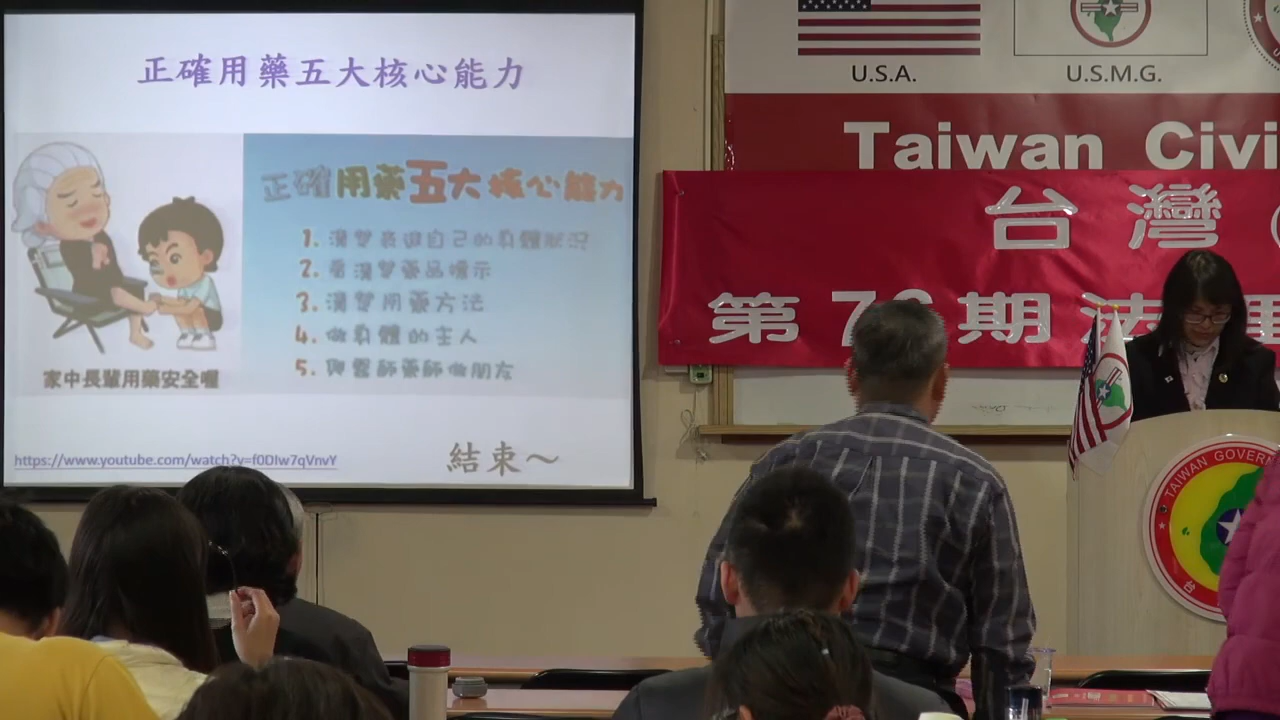 正確用藥五大核心能力
正確用藥五大核心能力
1. 清楚表達自己的身體狀況
2. 看清楚藥品標示
3. 清楚用藥方法
4. 做身體的主人
5. 與醫師藥師做朋友
家中長輩用藥安全喔
https://www.youtube.com/watch?v=f0DIw7qVnvY
結束～
U.S.A.
U.S.M.G.
Taiwan Civi
台灣
第7 期法
TAIWAN GOVER
台